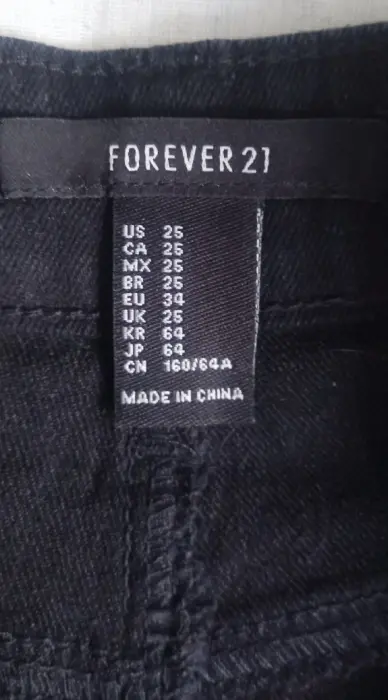 FOREVER 21
US 25
CA 25
MX 25
BR 25
EU 34
UK 25
KR 64
JP 64
CN 160/64A
MADE IN CHINA